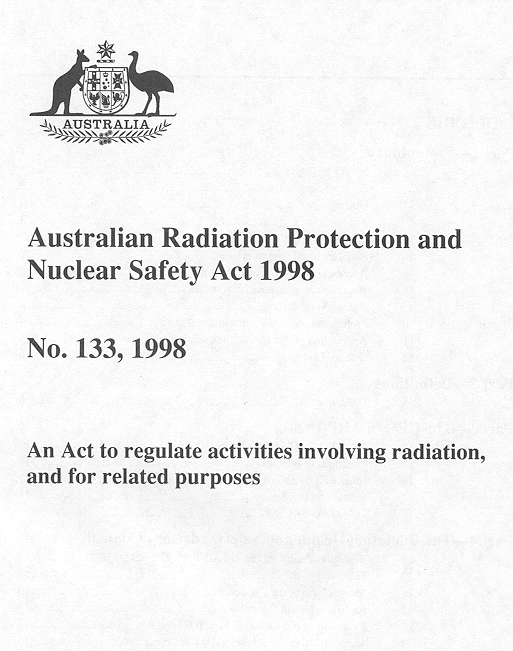 AUSTRALIA
Australian Radiation Protection and
Nuclear Safety Act 1998
No. 133, 1998
An Act to regulate activities involving radiation,
and for related purposes